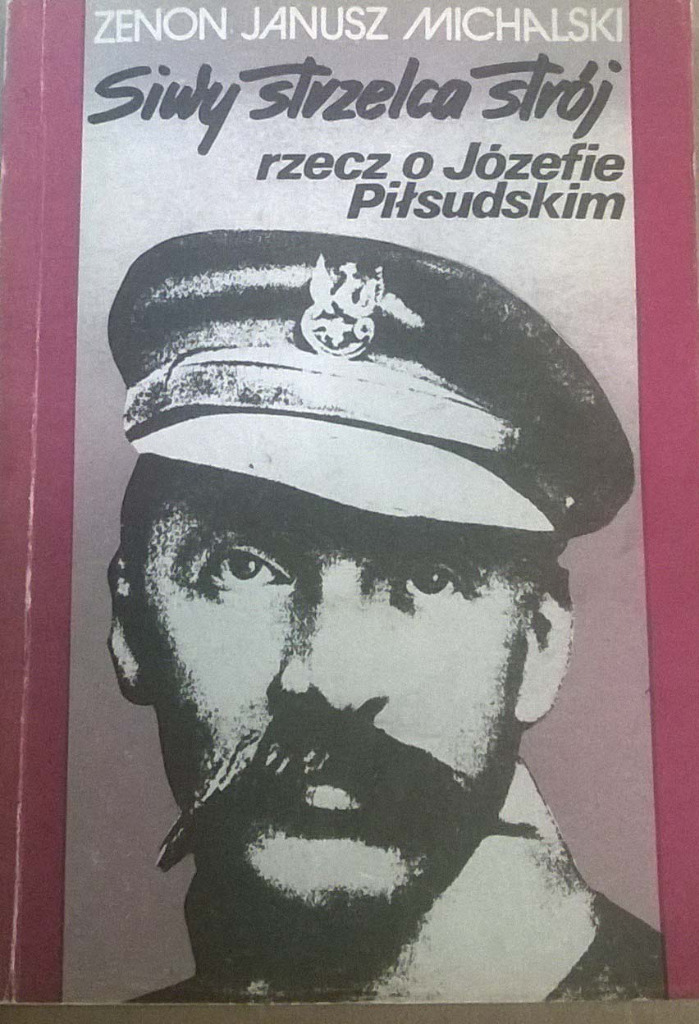 ZENON JANUSZ MICHALSKI
Siwy strzelca strój
rzecz o Józefie
Piłsudskim